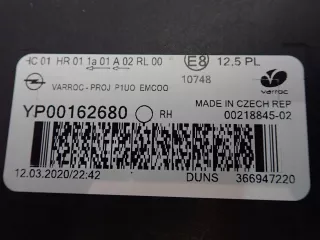 HC 01 HR 01 1a 01 A 02 RL 00
E8 12,5 PL
10748
VARROC - PROJ P1UO EMCOO
varroc
YP00162680 RH
MADE IN CZECH REP
00218845-02
12.03.2020/22:42 DUNS 366947220